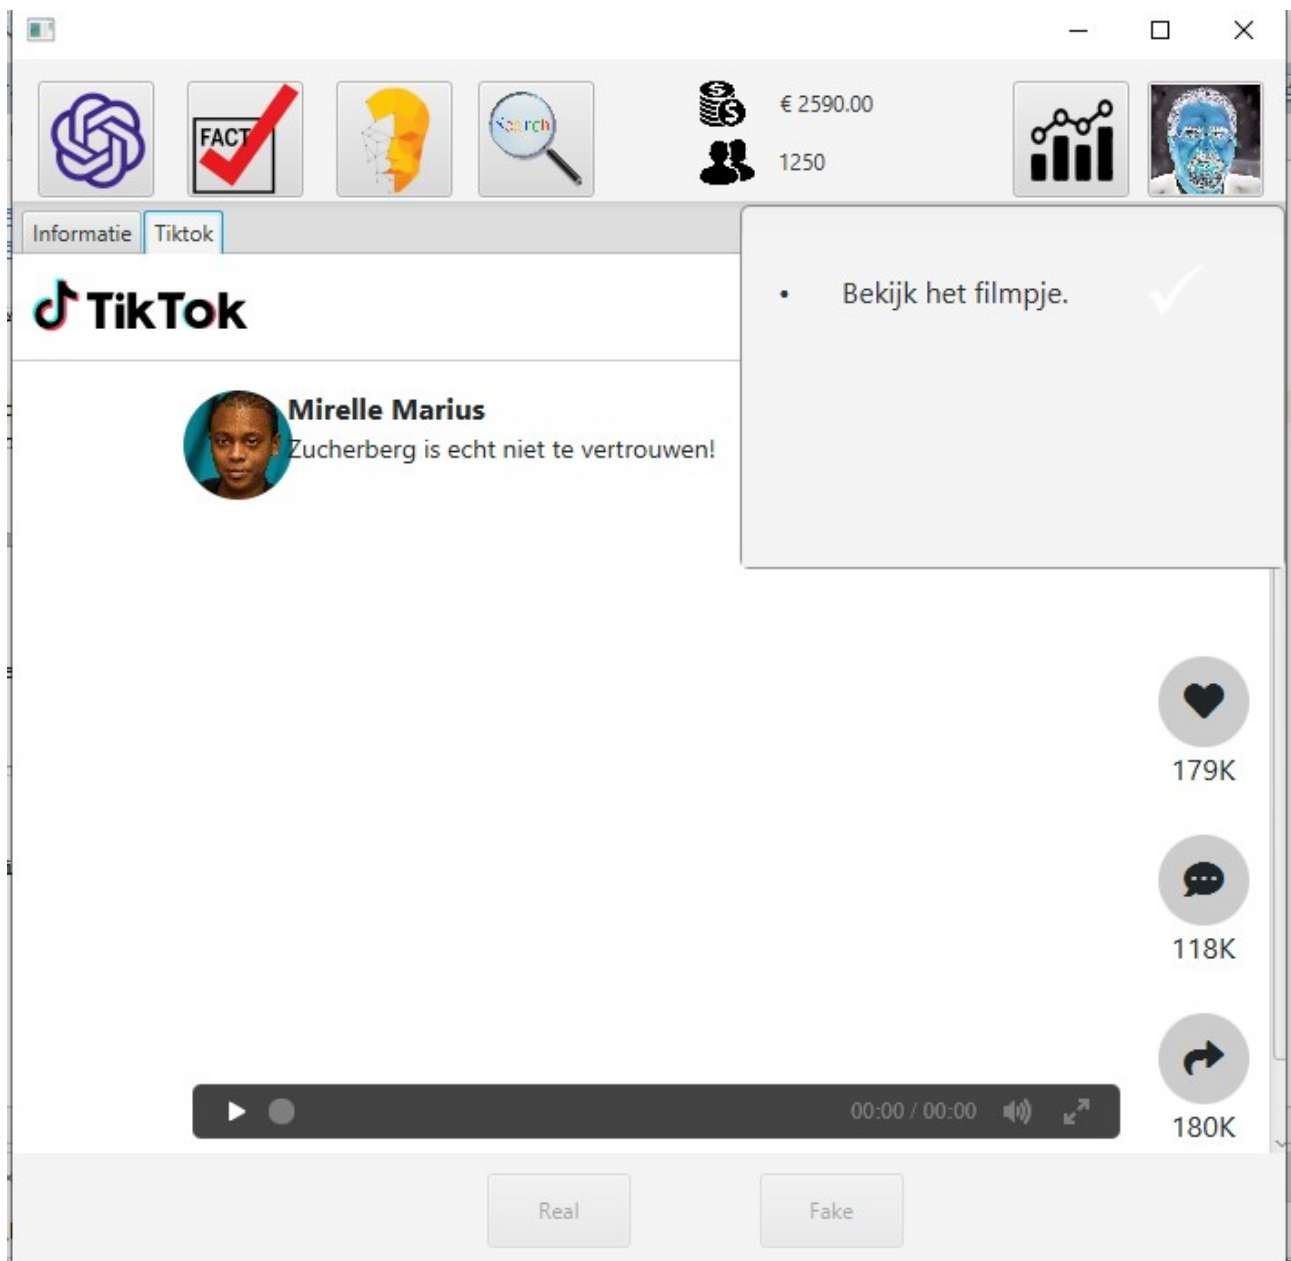 FACT
Search
€ 2590.00
1250
Informatie
Tiktok
TikTok
• Bekijk het filmpje.
Mirelle Marius
Zucherberg is echt niet te vertrouwen!
179K
118K
180K
00:00 / 00:00
Real
Fake